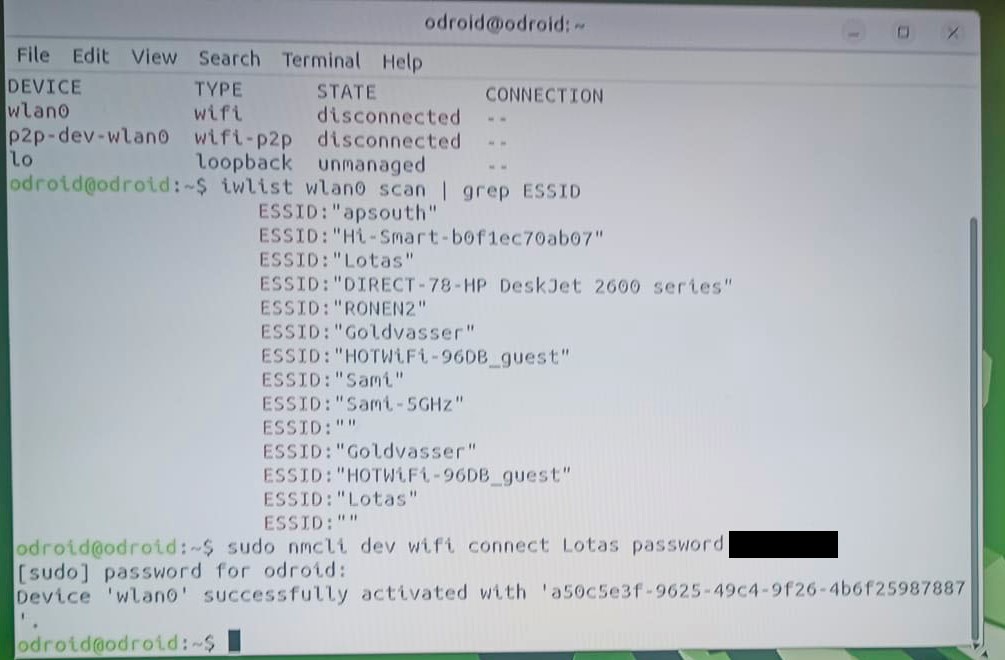 odroid@odroid: ~
File Edit View Search Terminal Help
DEVICE TYPE STATE CONNECTION
wlan0 wifi disconnected --
p2p-dev-wlan0 wifi-p2p disconnected --
lo loopback unmanaged --
odroid@odroid:~$ iwlist wlan0 scan | grep ESSID
ESSID:"apsouth"
ESSID:"Hi-Smart-b0f1ec70ab07"
ESSID:"Lotas"
ESSID:"DIRECT-78-HP DeskJet 2600 series"
ESSID:"RONEN2"
ESSID:"Goldvasser"
ESSID:"HOTWiFi-96DB_guest"
ESSID:"Sami"
ESSID:"Sami-5GHz"
ESSID:""
ESSID:"Goldvasser"
ESSID:"HOTWiFi-96DB_guest"
ESSID:"Lotas"
ESSID:""
odroid@odroid:~$ sudo nmcli dev wifi connect Lotas password
[sudo] password for odroid:
Device 'wlan0' successfully activated with 'a50c5e3f-9625-49c4-9f26-4b6f25987887
'.
odroid@odroid:~$